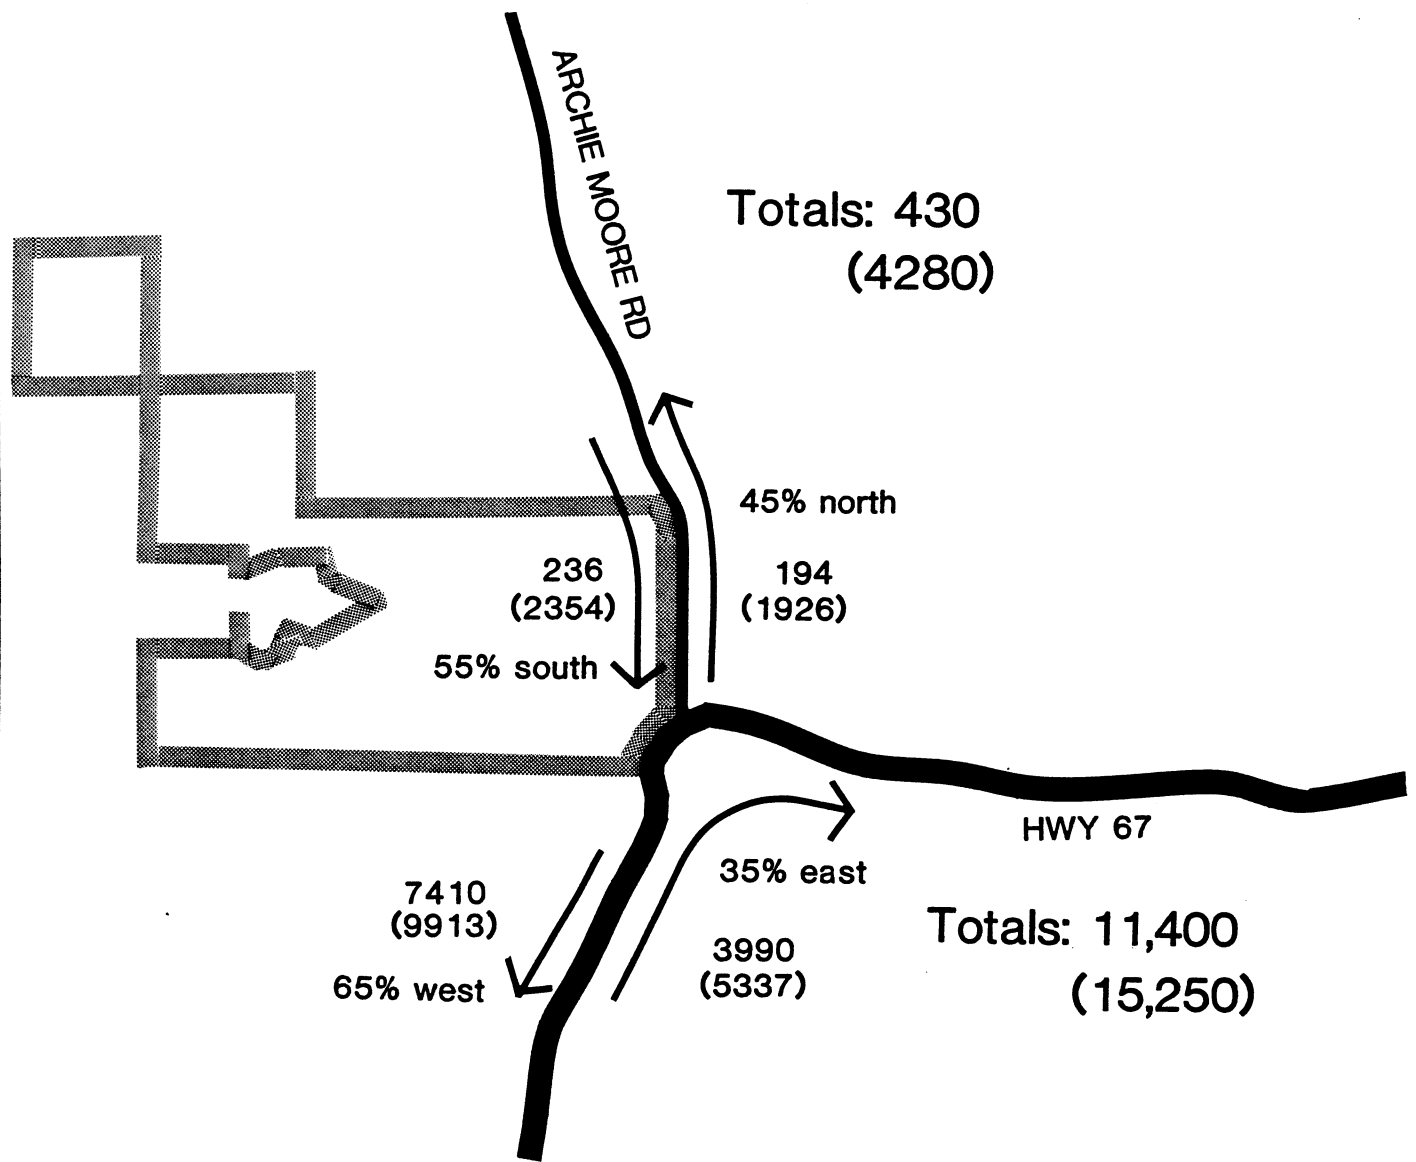 ARCHIE MOORE RD
Totals: 430
(4280)
45% north
236
(2354)
194
(1926)
55% south
HWY 67
35% east
7410
(9913)
65% west
3990
(5337)
Totals: 11,400
(15,250)